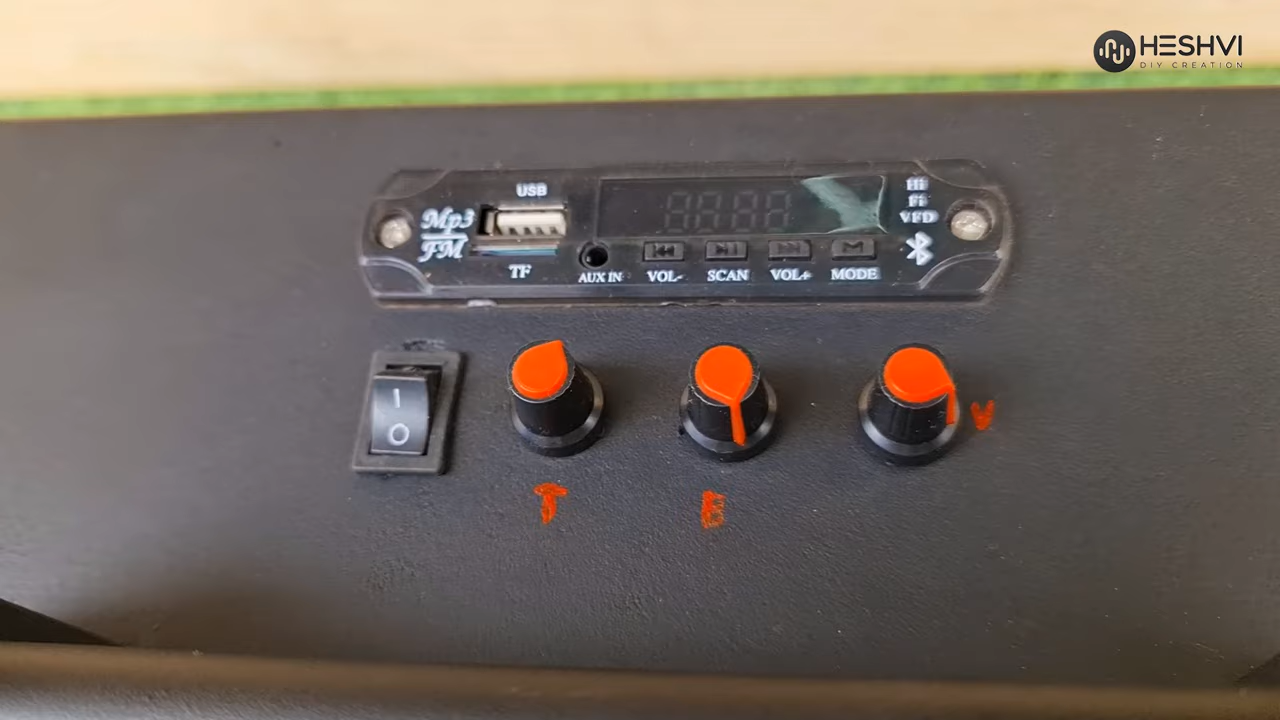 HESHVI
DIY CREATION
USB
Mp3
FM
TF
AUX IN
VOL-
SCAN
VOL+
M
MODE
Hi
Fi
VFD
I
O
T
B
V